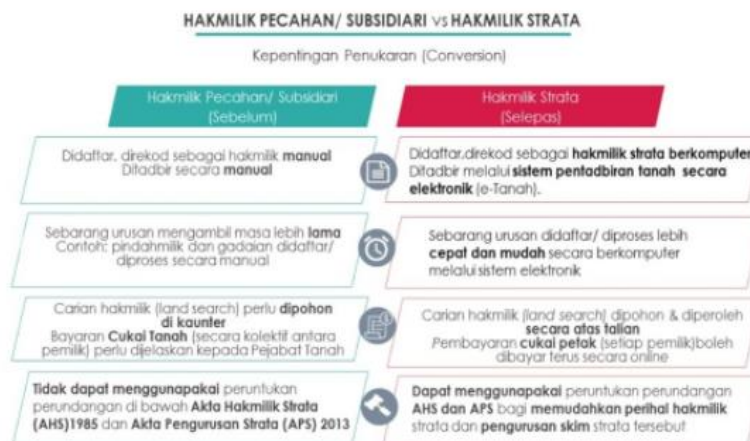 HAKMILIK PECAHAN/ SUBSIDIARI vs HAKMILIK STRATA
Kepentingan Penukaran (Conversion)
Hakmilik Pecahan/ Subsidiari
(Sebelum)
Hakmilik Strata
(Selepas)
Didaftar, direkod sebagai hakmilik manual
Ditadbir secara manual
Didaftar,direkod sebagai hakmilik strata berkomputer
Ditadbir melalui sistem pentadbiran tanah secara
elektronik (e-Tanah).
Sebarang urusan mengambil masa lebih lama
Contoh: pindahmilik dan gadaian didaftar/
diproses secara manual
Sebarang urusan didaftar/ diproses lebih
cepat dan mudah secara berkomputer
melalui sistem elektronik
Carian hakmilik (land search) perlu dipohon
di kaunter
Bayaran Cukai Tanah (secara kolektif antara
pemilik) perlu dijelaskan kepada Pejabat Tanah
Carian hakmilik (land search) dipohon & diperoleh
secara atas talian
Pembayaran cukai petak (setiap pemilik)boleh
dibayar terus secara online
Tidak dapat menggunapakai peruntukan
perundangan di bawah Akta Hakmilik Strata
(AHS)1985 dan Akta Pengurusan Strata (APS) 2013
Dapat menggunapakai peruntukan perundangan
AHS dan APS bagi memudahkan perihal hakmilik
strata dan pengurusan skim strata tersebut